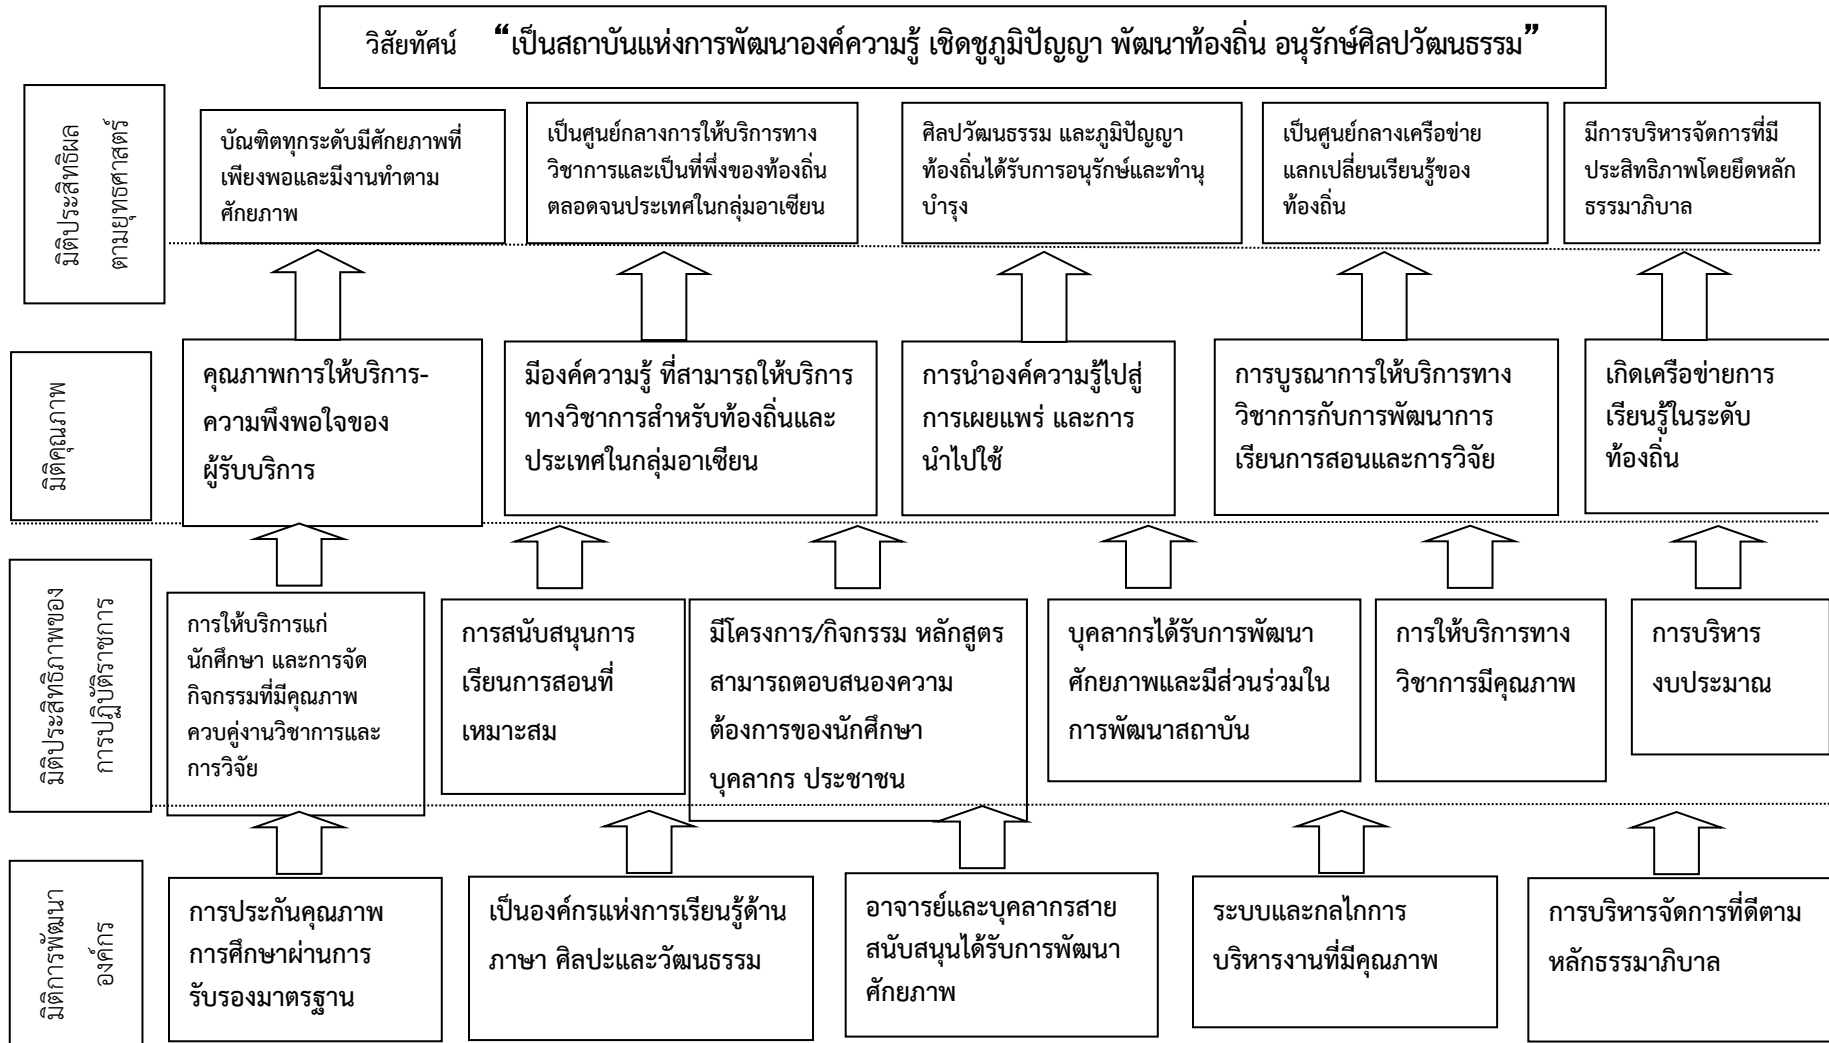 วิสัยทัศน์ “เป็นสถาบันแห่งการพัฒนาองค์ความรู้ เชิดชูภูมิปัญญา พัฒนาท้องถิ่น อนุรักษ์ศิลปวัฒนธรรม”
มิติประสิทธิผล
ตามยุทธศาสตร์
บัณฑิตทุกระดับมีศักยภาพที่
เพียงพอและมีงานทำตาม
ศักยภาพ
เป็นศูนย์กลางการให้บริการทาง
วิชาการและเป็นที่พึ่งของท้องถิ่น
ตลอดจนประเทศในกลุ่มอาเซียน
ศิลปวัฒนธรรม และภูมิปัญญา
ท้องถิ่นได้รับการอนุรักษ์และทำนุ
บำรุง
เป็นศูนย์กลางเครือข่าย
แลกเปลี่ยนเรียนรู้ของ
ท้องถิ่น
มีการบริหารจัดการที่มี
ประสิทธิภาพโดยยึดหลัก
ธรรมาภิบาล
มิติคุณภาพ
คุณภาพการให้บริการ-
ความพึงพอใจของ
ผู้รับบริการ
มีองค์ความรู้ ที่สามารถให้บริการ
ทางวิชาการสำหรับท้องถิ่นและ
ประเทศในกลุ่มอาเซียน
การนำองค์ความรู้ไปสู่
การเผยแพร่ และการ
นำไปใช้
การบูรณาการให้บริการทาง
วิชาการกับการพัฒนาการ
เรียนการสอนและการวิจัย
เกิดเครือข่ายการ
เรียนรู้ในระดับ
ท้องถิ่น
มิติประสิทธิภาพของ
การปฏิบัติราชการ
การให้บริการแก่
นักศึกษา และการจัด
กิจกรรมที่มีคุณภาพ
ควบคู่งานวิชาการและ
การวิจัย
การสนับสนุนการ
เรียนการสอนที่
เหมาะสม
มีโครงการ/กิจกรรม หลักสูตร
สามารถตอบสนองความ
ต้องการของนักศึกษา
บุคลากร ประชาชน
บุคลากรได้รับการพัฒนา
ศักยภาพและมีส่วนร่วมใน
การพัฒนาสถาบัน
การให้บริการทาง
วิชาการมีคุณภาพ
การบริหาร
งบประมาณ
มิติการพัฒนา
องค์กร
การประกันคุณภาพ
การศึกษาผ่านการ
รับรองมาตรฐาน
เป็นองค์กรแห่งการเรียนรู้ด้าน
ภาษา ศิลปะและวัฒนธรรม
อาจารย์และบุคลากรสาย
สนับสนุนได้รับการพัฒนา
ศักยภาพ
ระบบและกลไกการ
บริหารงานที่มีคุณภาพ
การบริหารจัดการที่ดีตาม
หลักธรรมาภิบาล